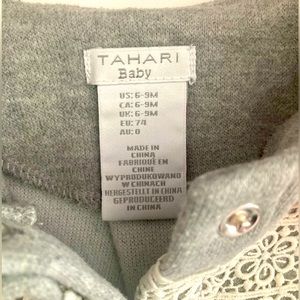 TAHARI
Baby
US: 6-9M
CA: 6-9M
UK: 6-9M
EU: 74
AU: 0
MADE IN
CHINA
FABRIQUÉ EN
CHINE
WYPRODUKOWANO
W CHINACH
HERGESTELLT IN CHINA
GEPRODUCEERD
IN CHINA